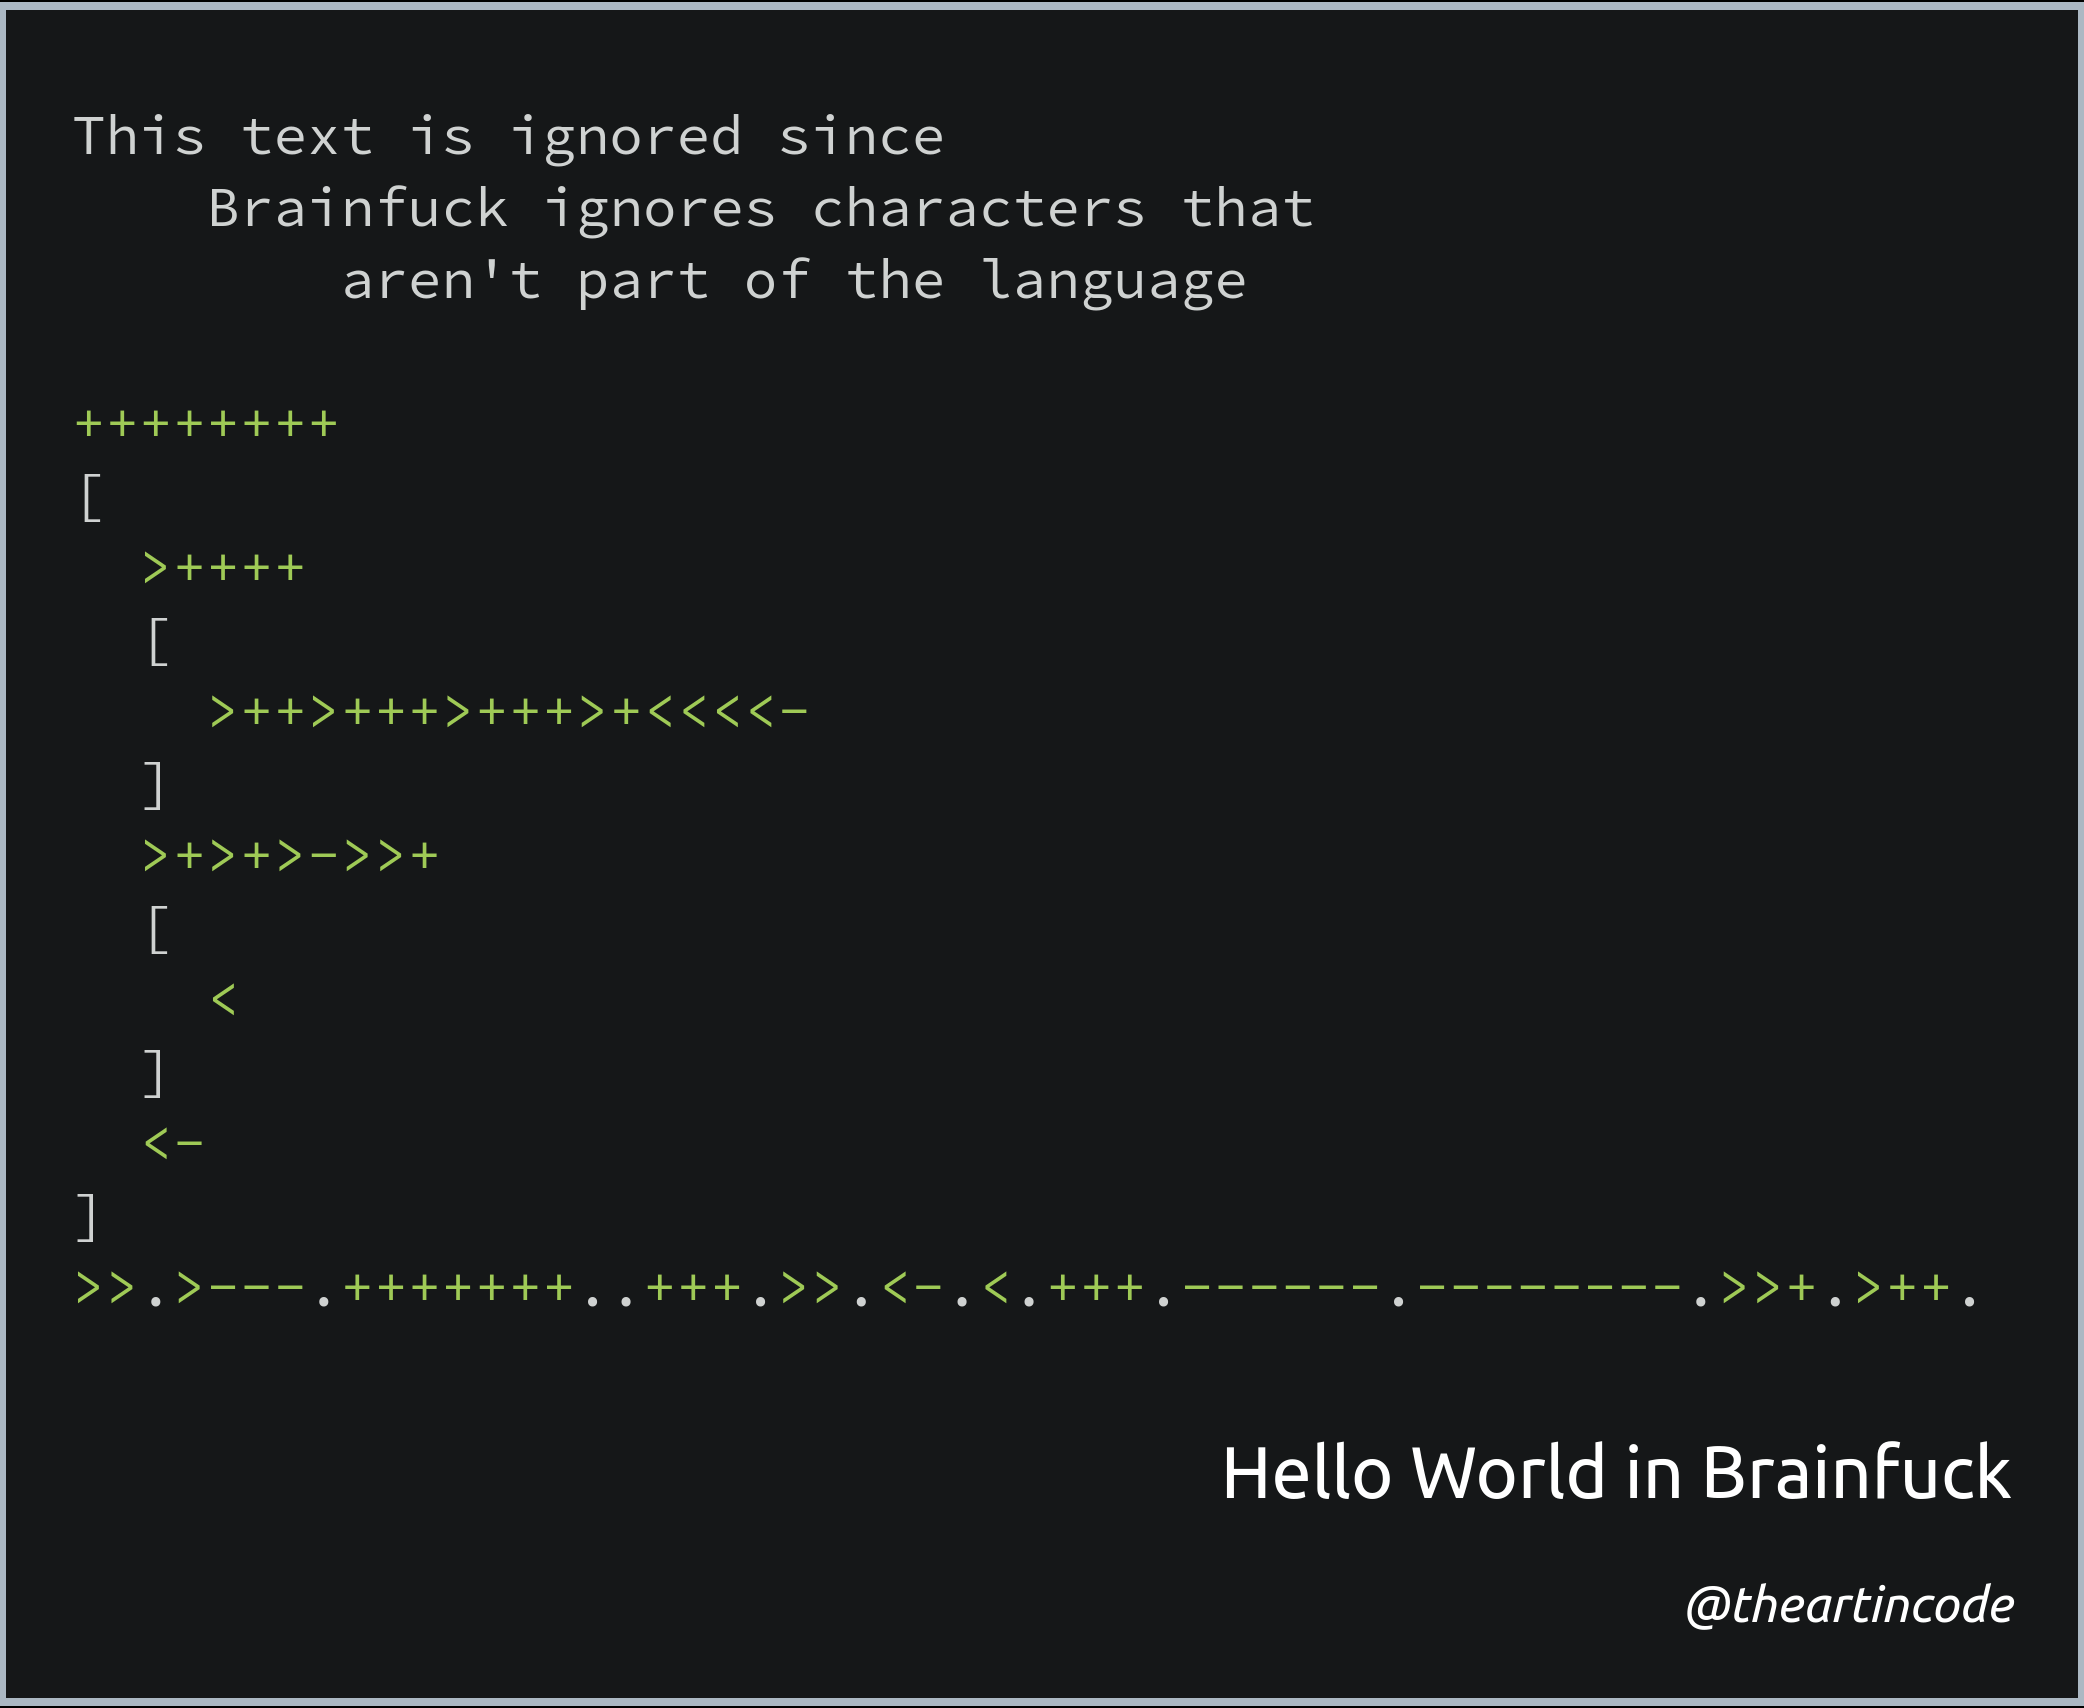 This text is ignored since
    Brainfuck ignores characters that
        aren't part of the language

++++++++
[
  >++++
  [
    >++>+++>+++>+<<<<-
  ]
  >+>+>->>+
  [
    <
  ]
  <-
]
>>.>---.+++++++..+++.>>.<-.<.+++.------.--------.>>+.>++.

Hello World in Brainfuck
@theartincode